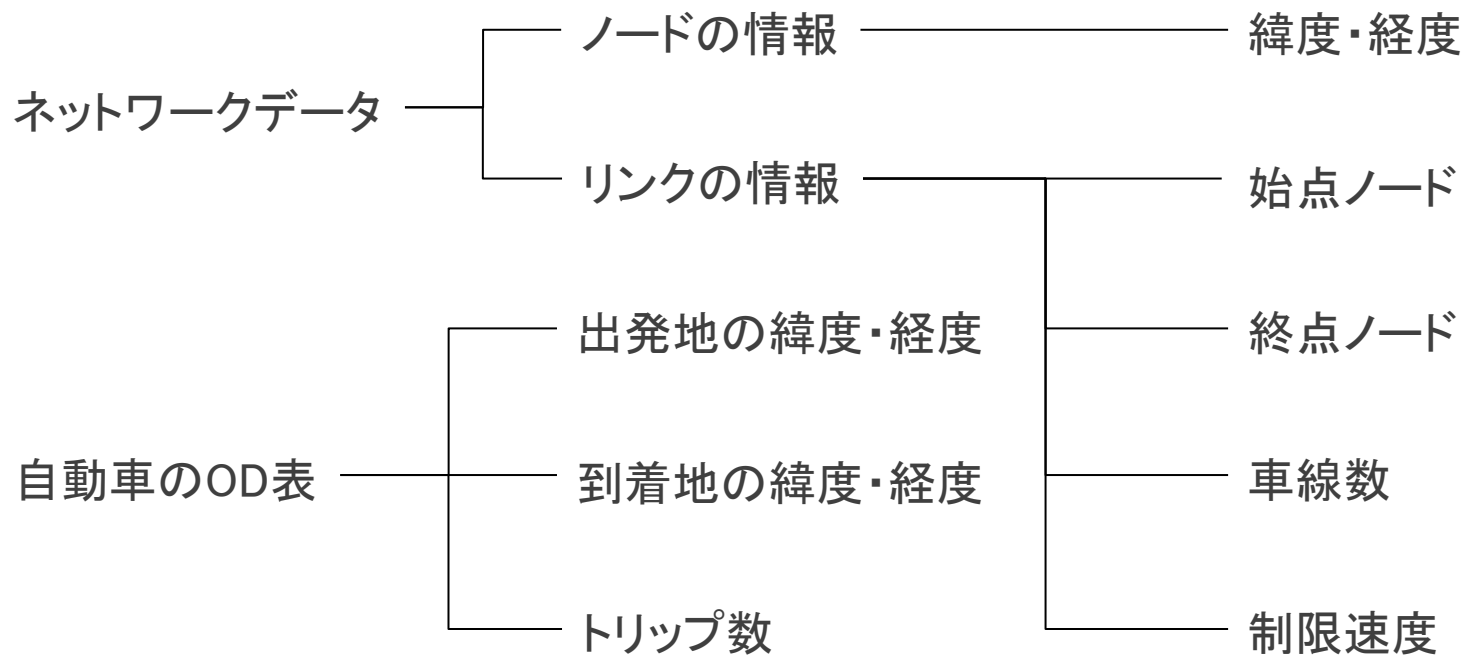 ネットワークデータ
ノードの情報
緯度・経度
リンクの情報
始点ノード
終点ノード
車線数
制限速度
自動車のOD表
出発地の緯度・経度
到着地の緯度・経度
トリップ数